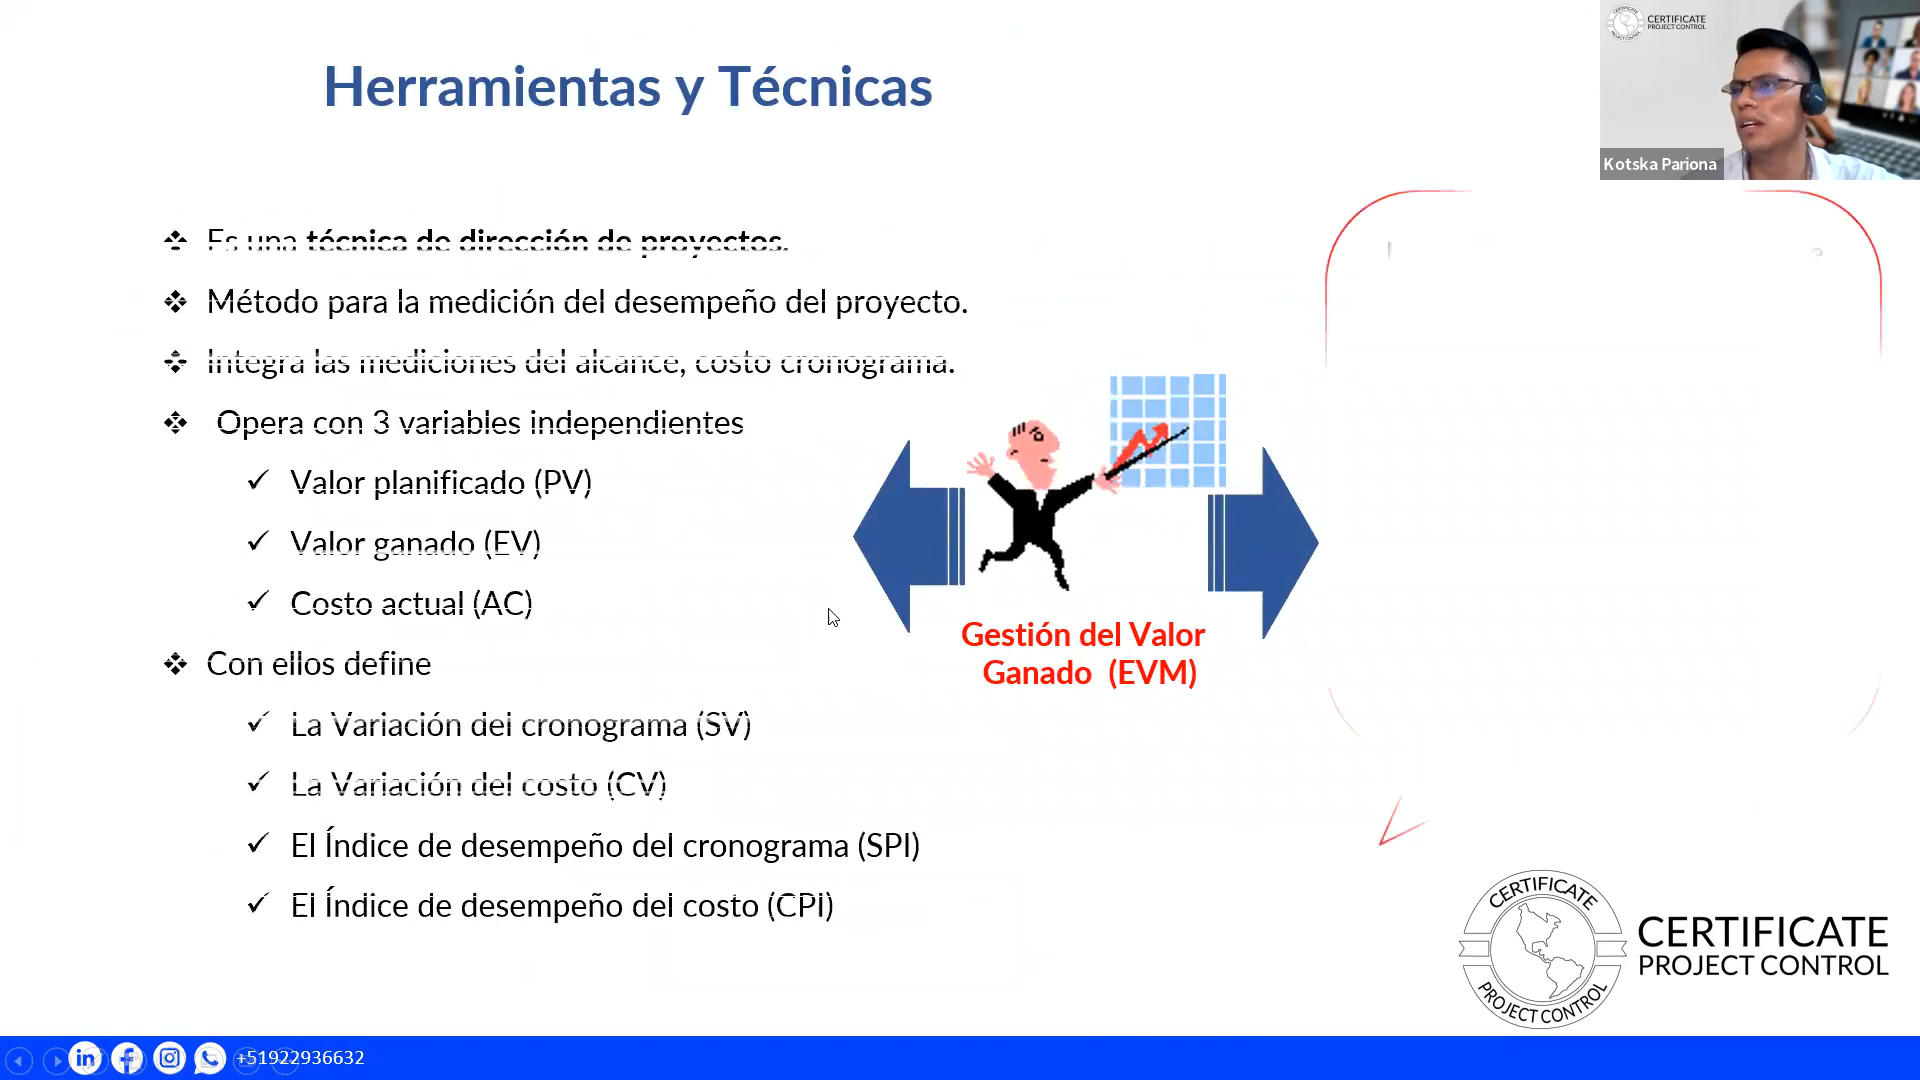 Herramientas y Técnicas
CERTIFICATE
PROJECT CONTROL
Kotska Pariona
❖ Es una técnica de dirección de proyectos.
❖ Método para la medición del desempeño del proyecto.
❖ Integra las mediciones del alcance, costo cronograma.
❖ Opera con 3 variables independientes
✓ Valor planificado (PV)
✓ Valor ganado (EV)
✓ Costo actual (AC)
❖ Con ellos define
✓ La Variación del cronograma (SV)
✓ La Variación del costo (CV)
✓ El Índice de desempeño del cronograma (SPI)
✓ El Índice de desempeño del costo (CPI)
Gestión del Valor
Ganado (EVM)
CERTIFICATE
PROJECT CONTROL
CERTIFICATE
PROJECT CONTROL
+51922936632